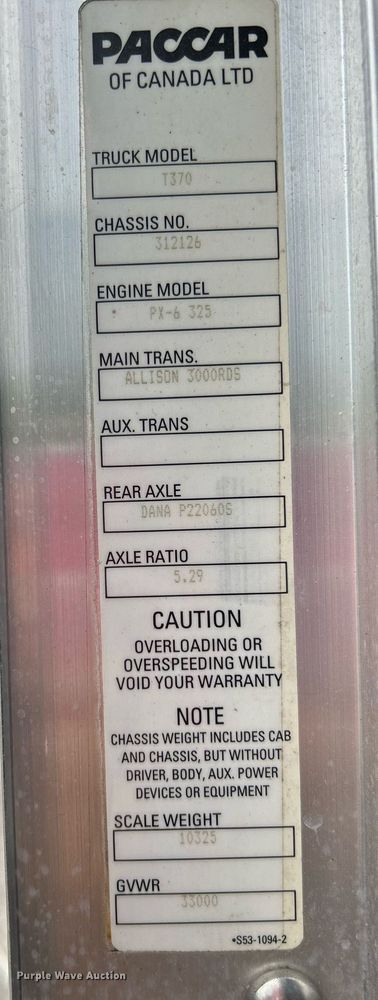 PACCAR
OF CANADA LTD
TRUCK MODEL
T370
CHASSIS NO.
312126
ENGINE MODEL
PX-6 325
MAIN TRANS.
ALLISON 3000RDS
AUX. TRANS
REAR AXLE
DANA P22060S
AXLE RATIO
5.29
CAUTION
OVERLOADING OR
OVERSPEEDING WILL
VOID YOUR WARRANTY
NOTE
CHASSIS WEIGHT INCLUDES CAB
AND CHASSIS, BUT WITHOUT
DRIVER, BODY, AUX. POWER
DEVICES OR EQUIPMENT
SCALE WEIGHT
10325
GVWR
33000
•S53-1094-2
Purple Wave Auction